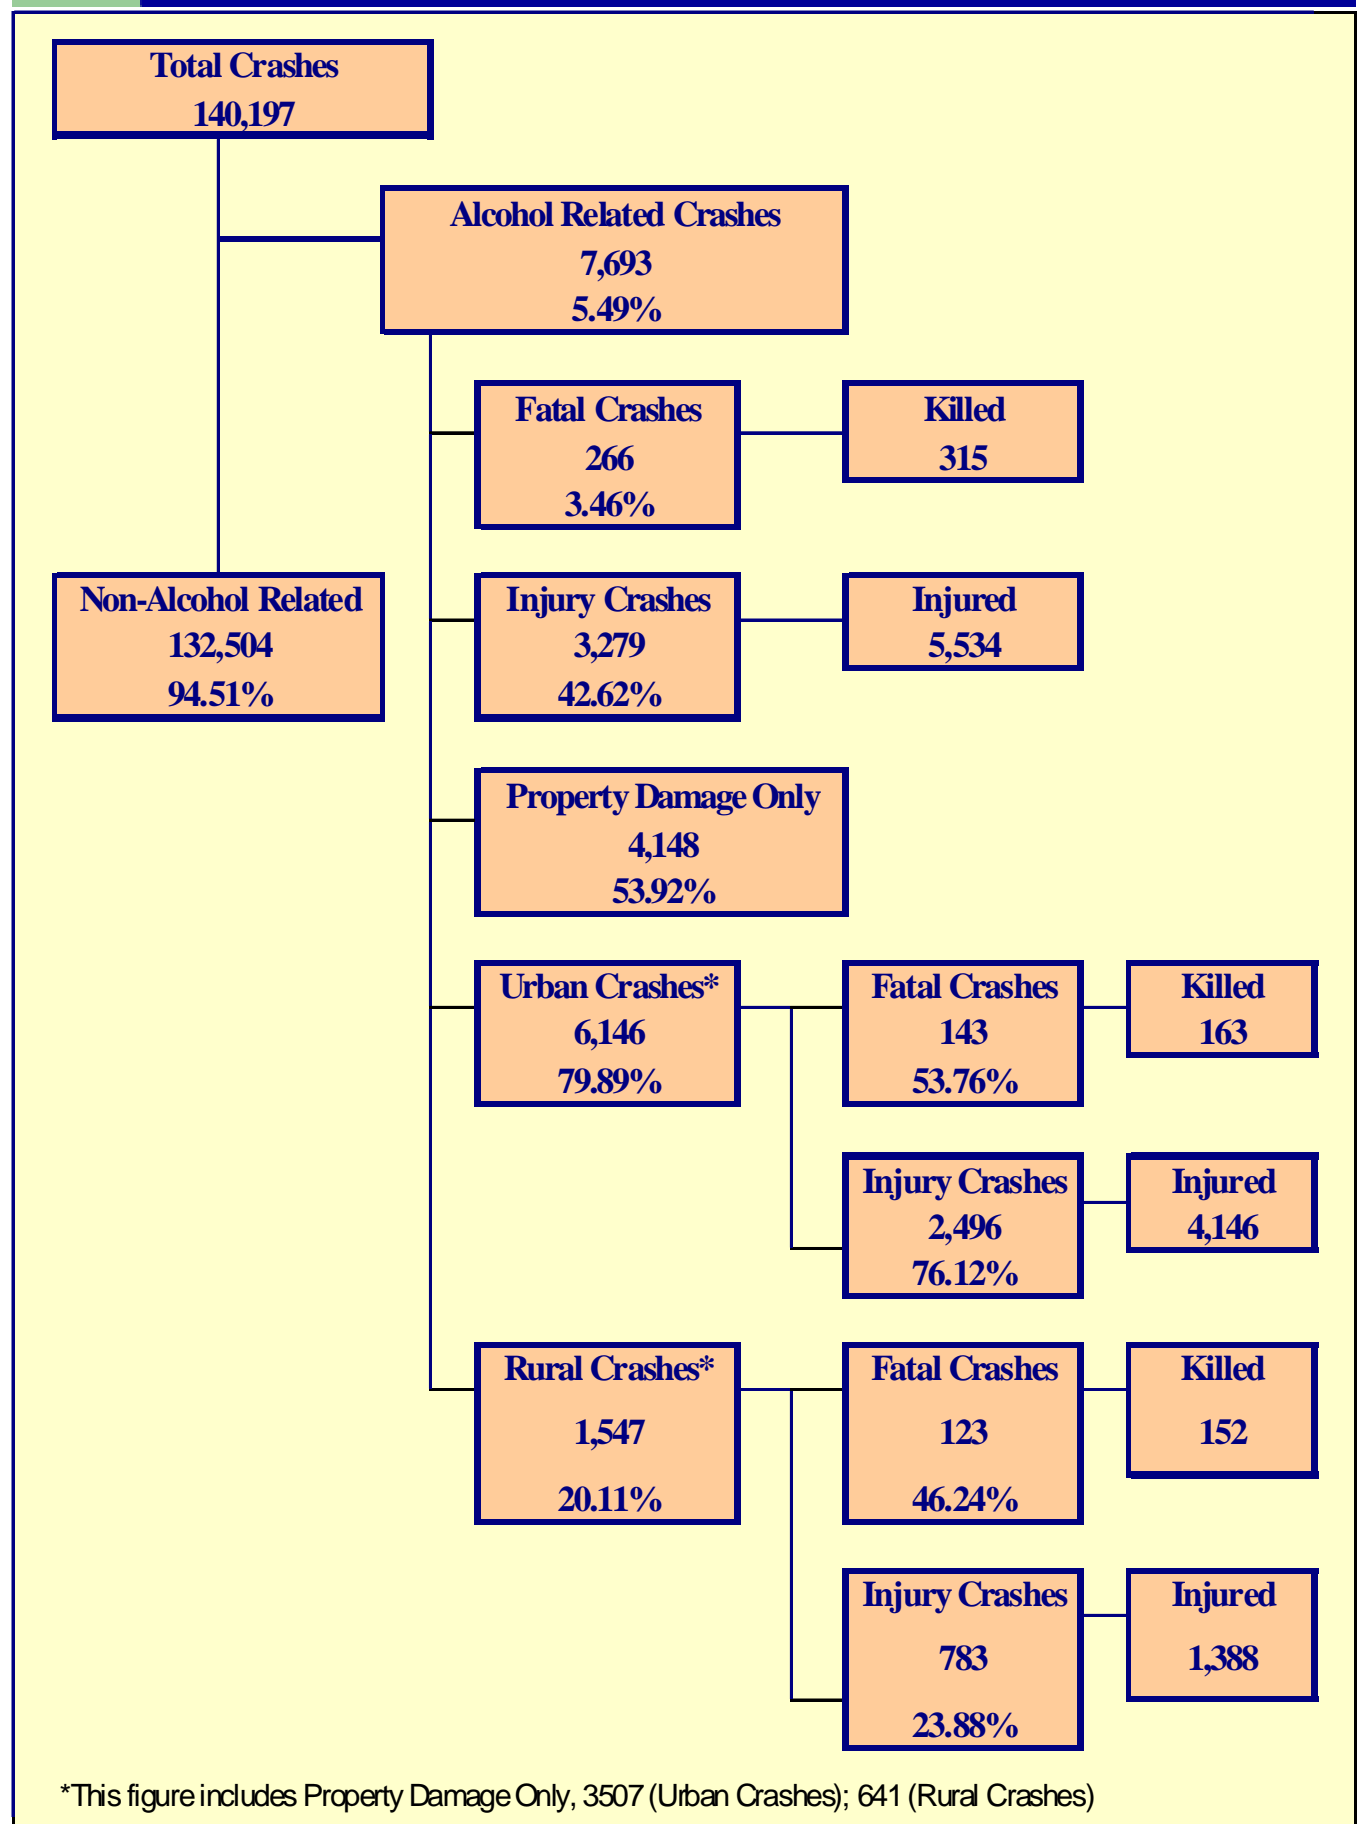 Total Crashes
140,197
Alcohol Related Crashes
7,693
5.49%
Fatal Crashes
266
3.46%
Killed
315
Non-Alcohol Related
132,504
94.51%
Injury Crashes
3,279
42.62%
Injured
5,534
Property Damage Only
4,148
53.92%
Urban Crashes*
6,146
79.89%
Fatal Crashes
143
53.76%
Killed
163
Injury Crashes
2,496
76.12%
Injured
4,146
Rural Crashes*
1,547
20.11%
Fatal Crashes
123
46.24%
Killed
152
Injury Crashes
783
23.88%
Injured
1,388
*This figure includes Property Damage Only, 3507 (Urban Crashes); 641 (Rural Crashes)